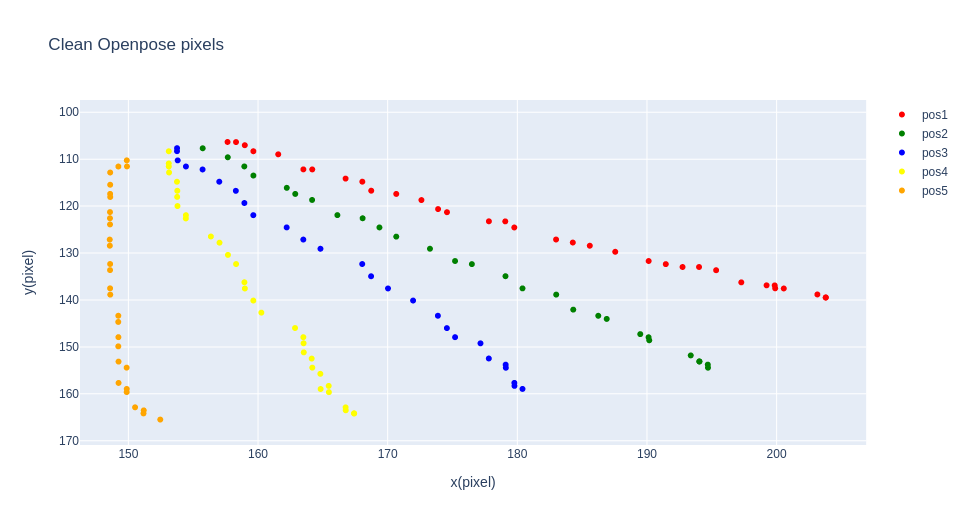 Clean Openpose pixels
100
110
120
130
140
150
160
170
y(pixel)
150 160 170 180 190 200
x(pixel)
pos1
pos2
pos3
pos4
pos5